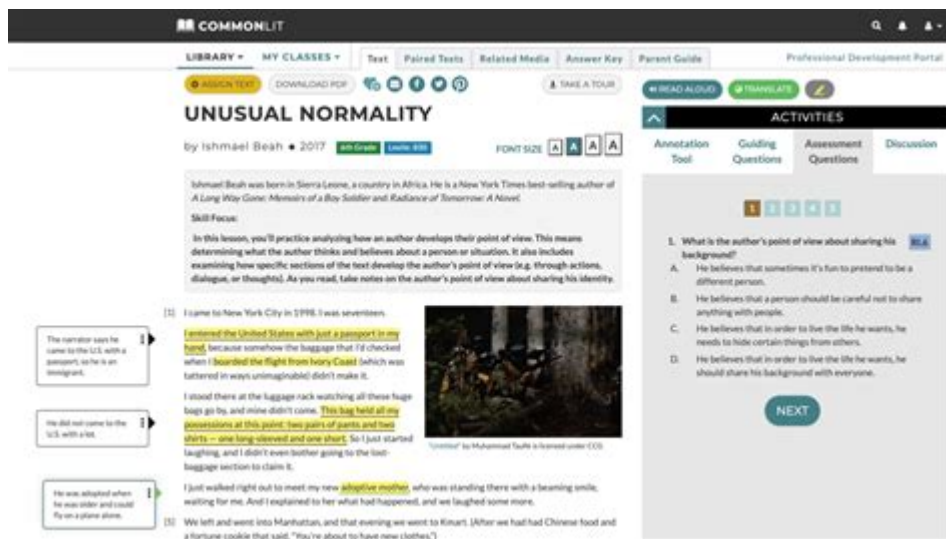 COMMONLIT
LIBRARY MY CLASSES Text Paired Texts Related Media Answer Key Parent Guide Professional Development Portal
ASSIGN TEXT DOWNLOAD PDF TAKE A TOUR
READ ALOUD TRANSLATE
UNUSUAL NORMALITY
by Ishmael Beah • 2017 6th Grade Lexile: 830 FONT SIZE A A A A
Ishmael Beah was born in Sierra Leone, a country in Africa. He is a New York Times best-selling author of
A Long Way Gone: Memoirs of a Boy Soldier and Radiance of Tomorrow: A Novel.
Skill Focus:
In this lesson, you'll practice analyzing how an author develops their point of view. This means
determining what the author thinks and believes about a person or situation. It also includes
examining how specific sections of the text develop the author's point of view (e.g. through actions,
dialogue, or thoughts). As you read, take notes on the author's point of view about sharing his identity.
[1] I came to New York City in 1998. I was seventeen.
I entered the United States with just a passport in my
hand, because somehow the baggage that I'd checked
when I boarded the flight from Ivory Coast (which was
tattered in ways unimaginable) didn't make it.
I stood there at the luggage rack watching all these huge
bags go by, and mine didn't come. This bag held all my
possessions at this point: two pairs of pants and two
shirts — one long-sleeved and one short. So I just started
laughing, and I didn't even bother going to the lost-
baggage section to claim it.
"Untitled" by Muhammad Taufik is licensed under CC0.
I just walked right out to meet my new adoptive mother, who was standing there with a beaming smile,
waiting for me. And I explained to her what had happened, and we laughed some more.
[5] We left and went into Manhattan, and that evening we went to Kmart. (After we had had Chinese food and
a fortune cookie that said, "You're about to have new clothes.")
The narrator says he
came to the U.S. with a
passport, so he is an
immigrant.
He did not come to the
U.S. with a lot.
He was adopted when
he was older and could
fly on a plane alone.
ACTIVITIES
Annotation Tool
Guiding Questions
Assessment Questions
Discussion
1 2 3 4 5
1. What is the author's point of view about sharing his
background?
A. He believes that sometimes it's fun to pretend to be a
different person.
B. He believes that a person should be careful not to share
anything with people.
C. He believes that in order to live the life he wants, he
needs to hide certain things from others.
D. He believes that in order to live the life he wants, he
should share his background with everyone.
NEXT